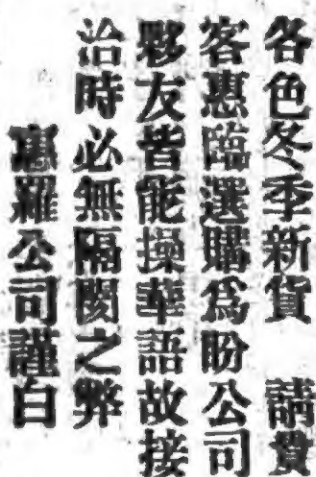 各色冬季新貨　請貴
客惠臨選購爲盼公司
夥友皆能操華語故接
洽時必無隔閡之弊
惠羅公司謹白